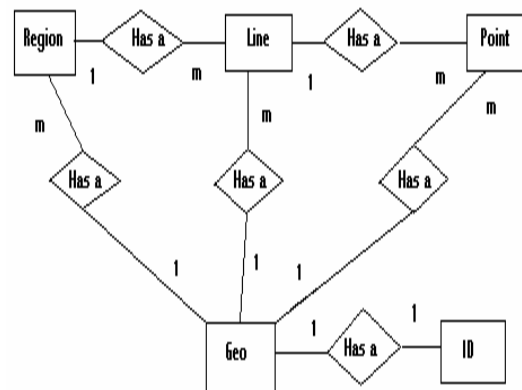 Region Has a Line Has a Point
1 m 1 m
m m m
Has a Has a Has a
1 1 1
Geo 1 Has a 1 ID